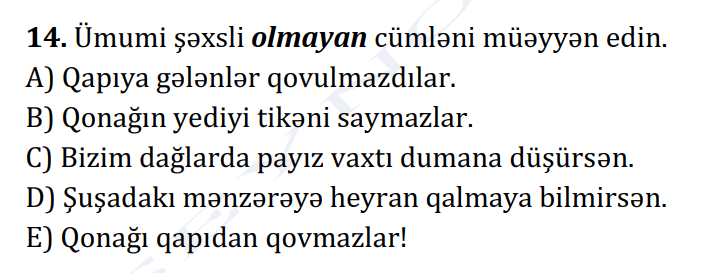 14. Ümumi şəxsli olmayan cümləni müəyyən edin.
A) Qapıya gələnlər qovulmazdılar.
B) Qonağın yediyi tikəni saymazlar.
C) Bizim dağlarda payız vaxtı dumana düşürsən.
D) Şuşadakı mənzərəyə heyran qalmaya bilmirsən.
E) Qonağı qapıdan qovmazlar!